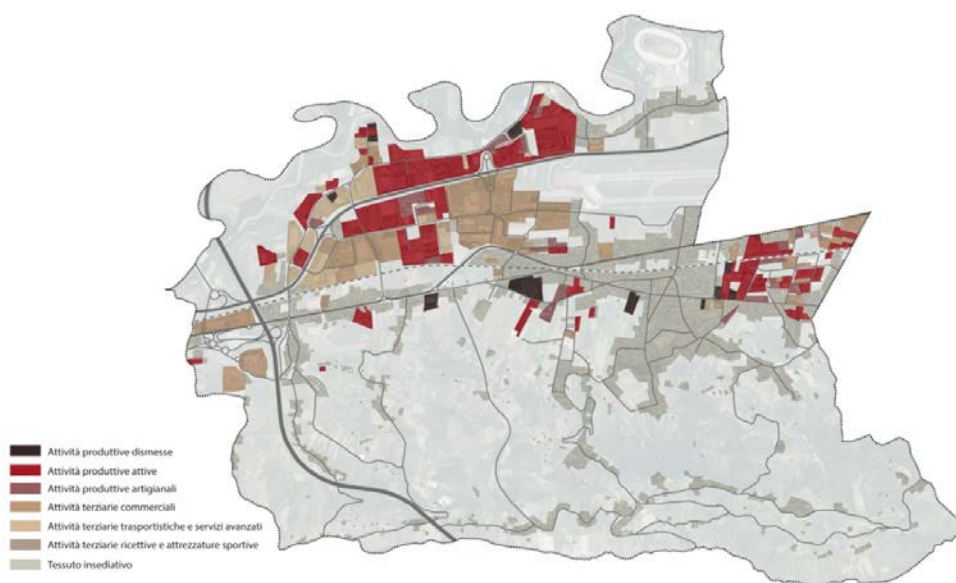 Attività produttive dismesse
Attività produttive attive
Attività produttive artigianali
Attività terziarie commerciali
Attività terziarie trasportistiche e servizi avanzati
Attività terziarie ricettive e attrezzature sportive
Tessuto insediativo